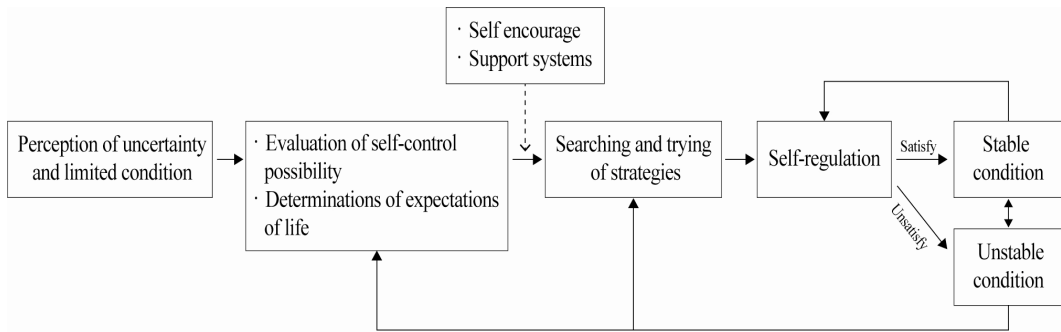 · Self encourage
· Support systems
Perception of uncertainty
and limited condition
· Evaluation of self-control
possibility
· Determinations of expectations
of life
Searching and trying
of strategies
Self-regulation
Satisfy
Unsatisfy
Stable
condition
Unstable
condition